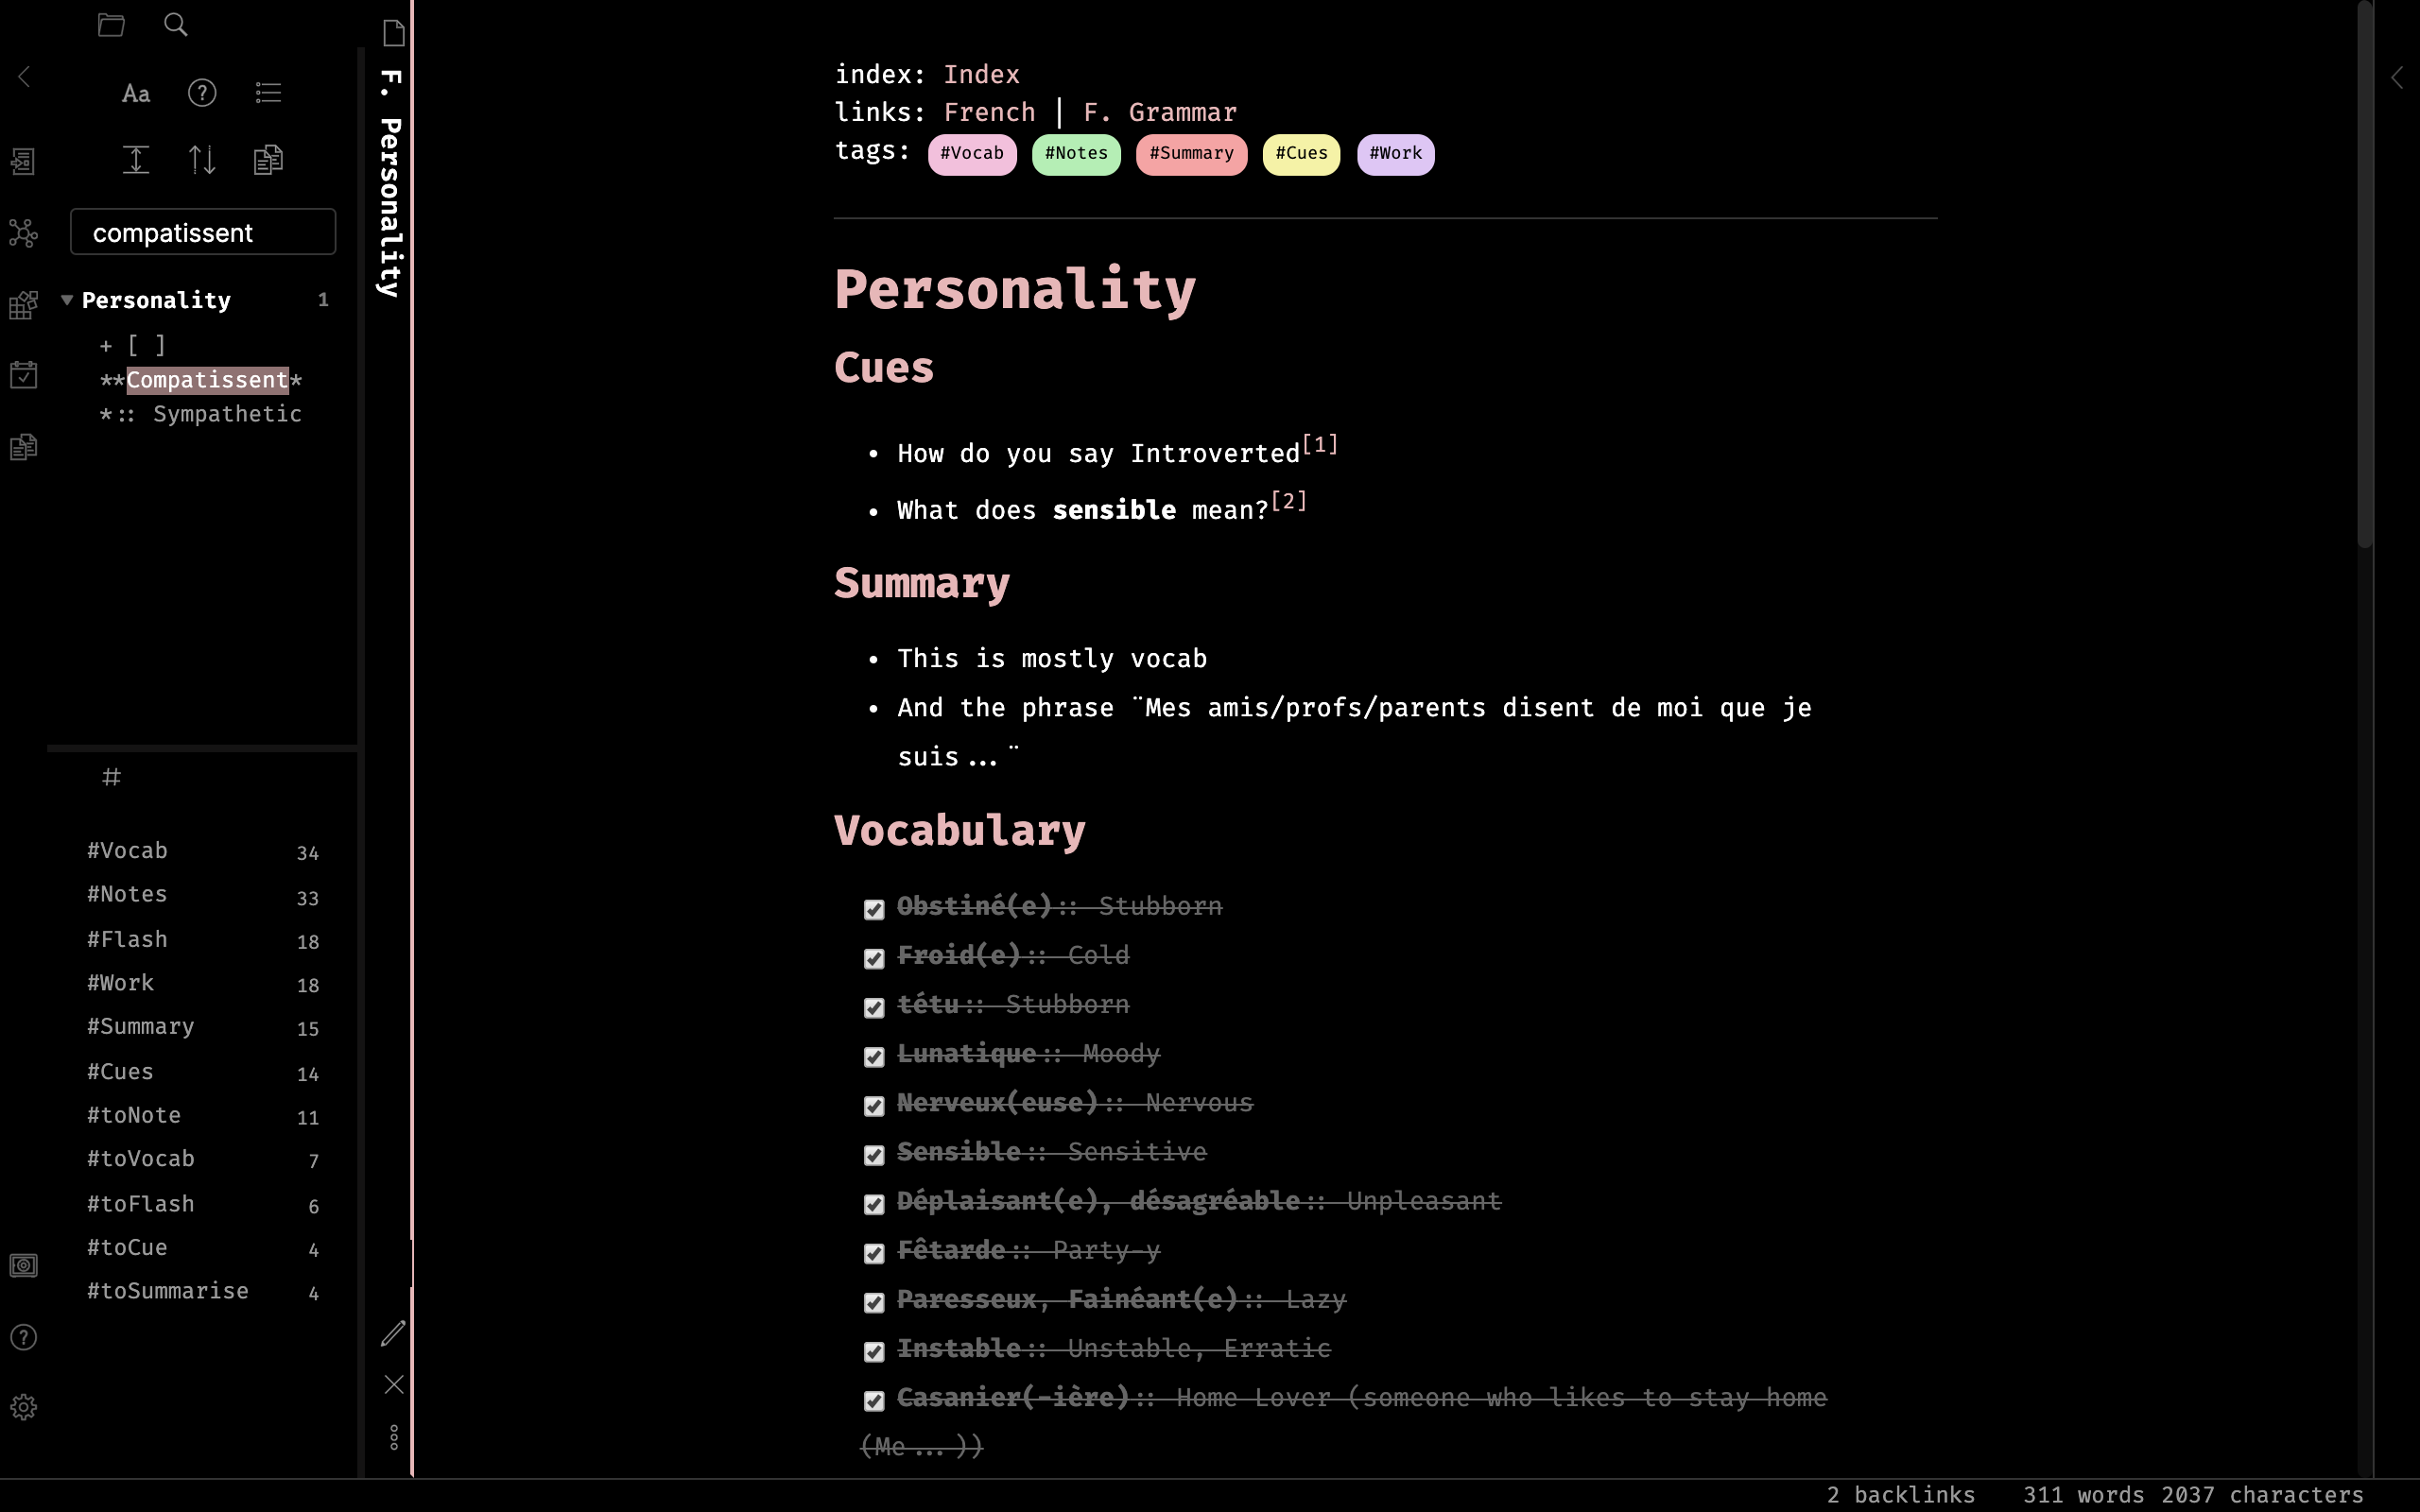 Aa
compatissent
Personality 1
+ [ ]
**Compatissent*
*:: Sympathetic
#
#Vocab 34
#Notes 33
#Flash 18
#Work 18
#Summary 15
#Cues 14
#toNote 11
#toVocab 7
#toFlash 6
#toCue 4
#toSummarise 4
F. Personality
index: Index
links: French | F. Grammar
tags: #Vocab #Notes #Summary #Cues #Work
Personality
Cues
• How do you say Introverted[1]
• What does sensible mean?[2]
Summary
• This is mostly vocab
• And the phrase ¨Mes amis/profs/parents disent de moi que je
suis...¨
Vocabulary
Obstiné(e):: Stubborn
Froid(e):: Cold
tétu:: Stubborn
Lunatique:: Moody
Nerveux(euse):: Nervous
Sensible:: Sensitive
Déplaisant(e), désagréable:: Unpleasant
Fêtarde:: Party-y
Paresseux, Fainéant(e):: Lazy
Instable:: Unstable, Erratic
Casanier(-ière):: Home Lover (someone who likes to stay home
(Me...))
2 backlinks 311 words 2037 characters